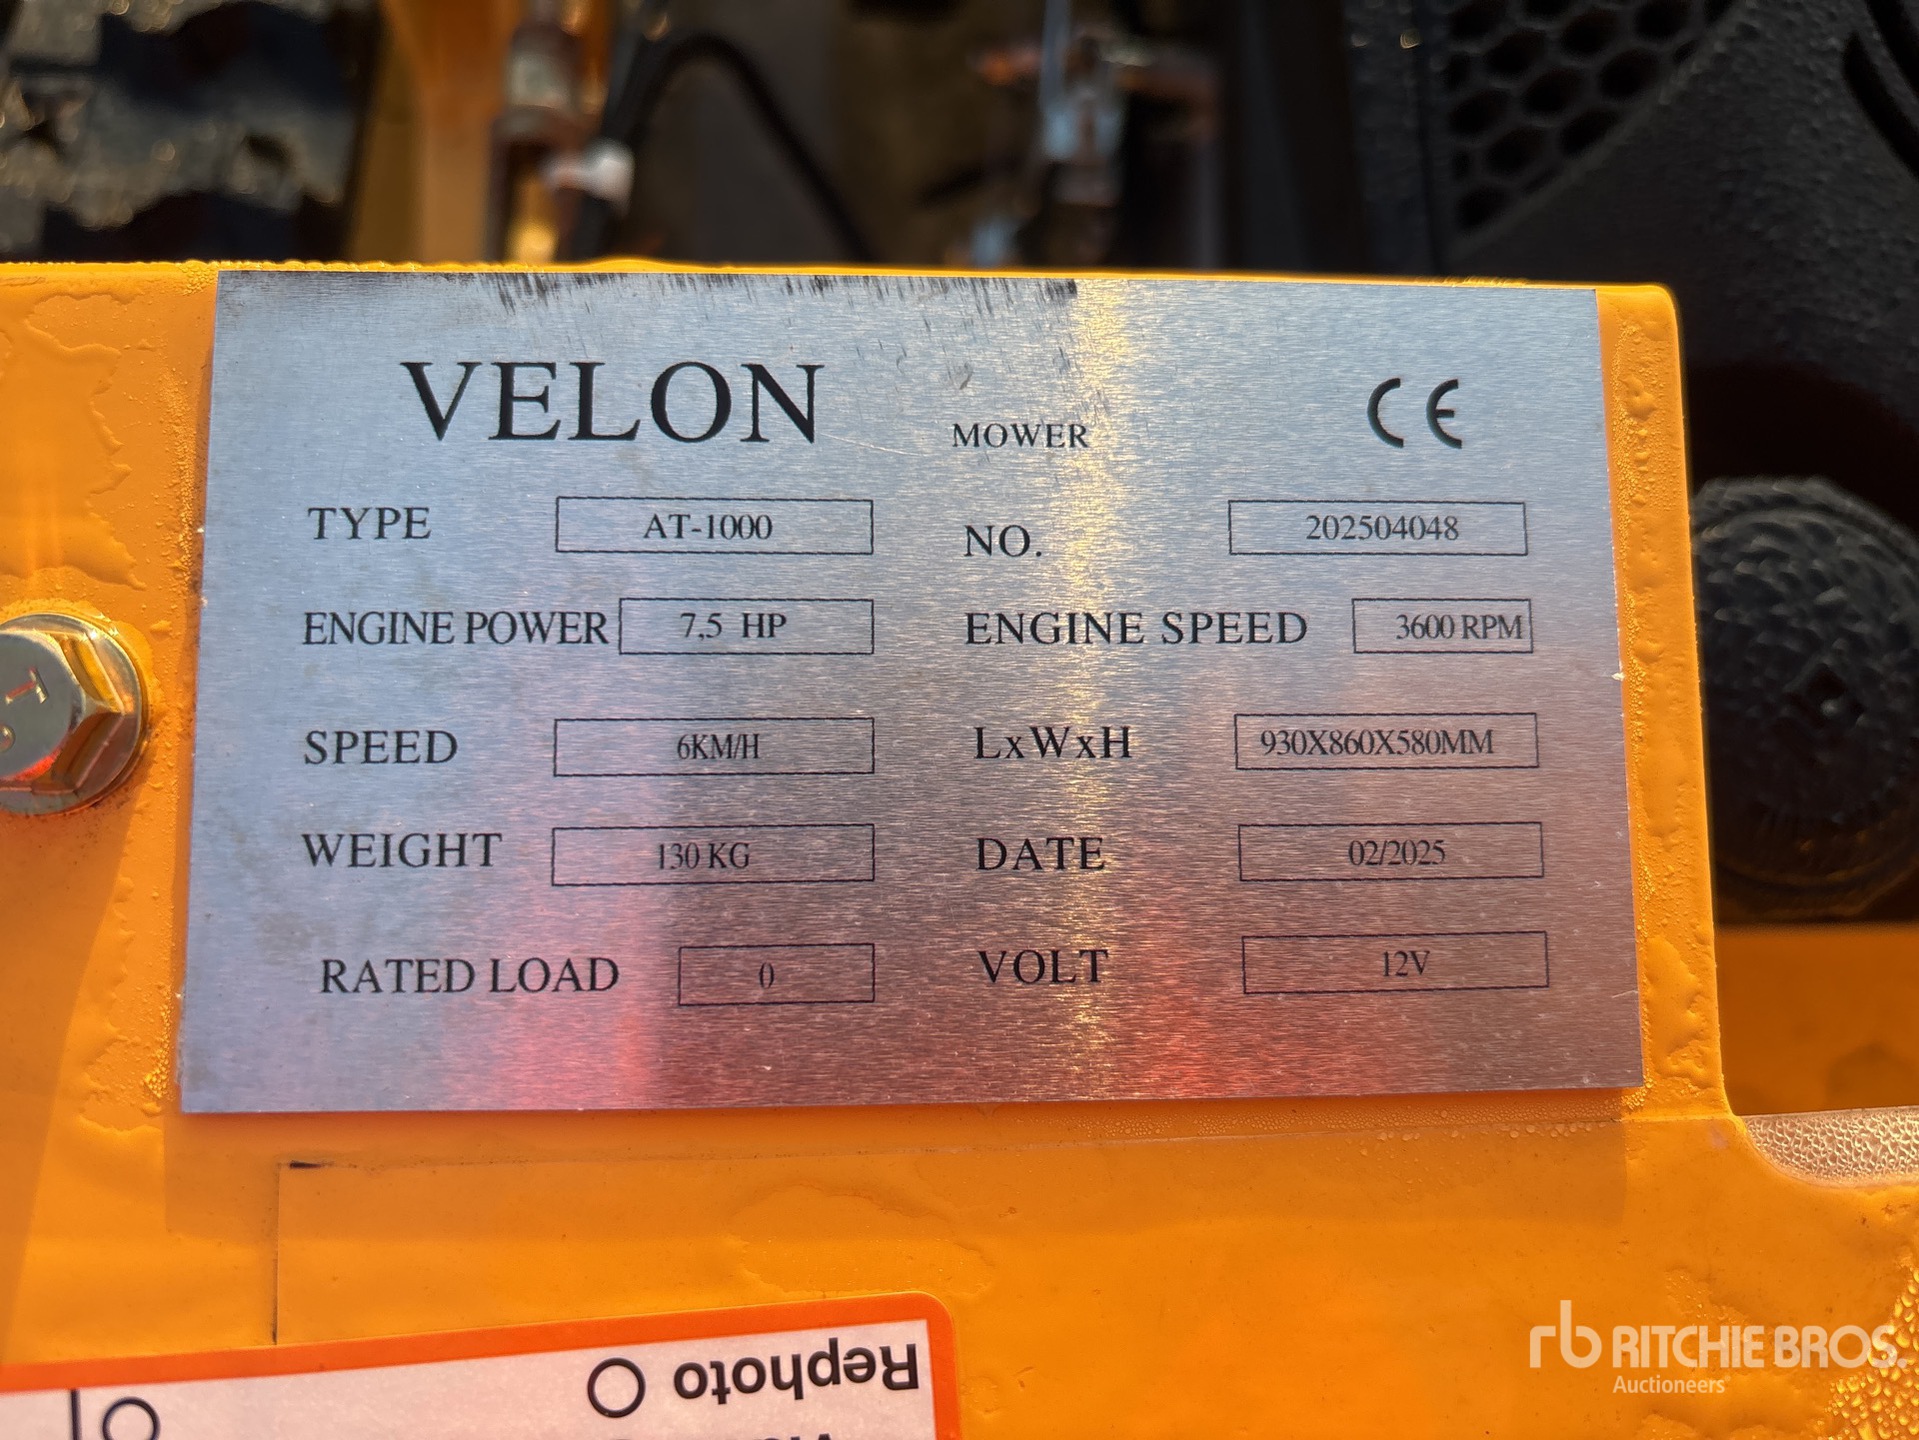 VELON MOWER CE
TYPE AT-1000 NO. 202504048
ENGINE POWER 7,5 HP ENGINE SPEED 3600 RPM
SPEED 6KM/H LxWxH 930X860X580MM
WEIGHT 130 KG DATE 02/2025
RATED LOAD 0 VOLT 12V
Rephoto
rb RITCHIE BROS.
Auctioneers